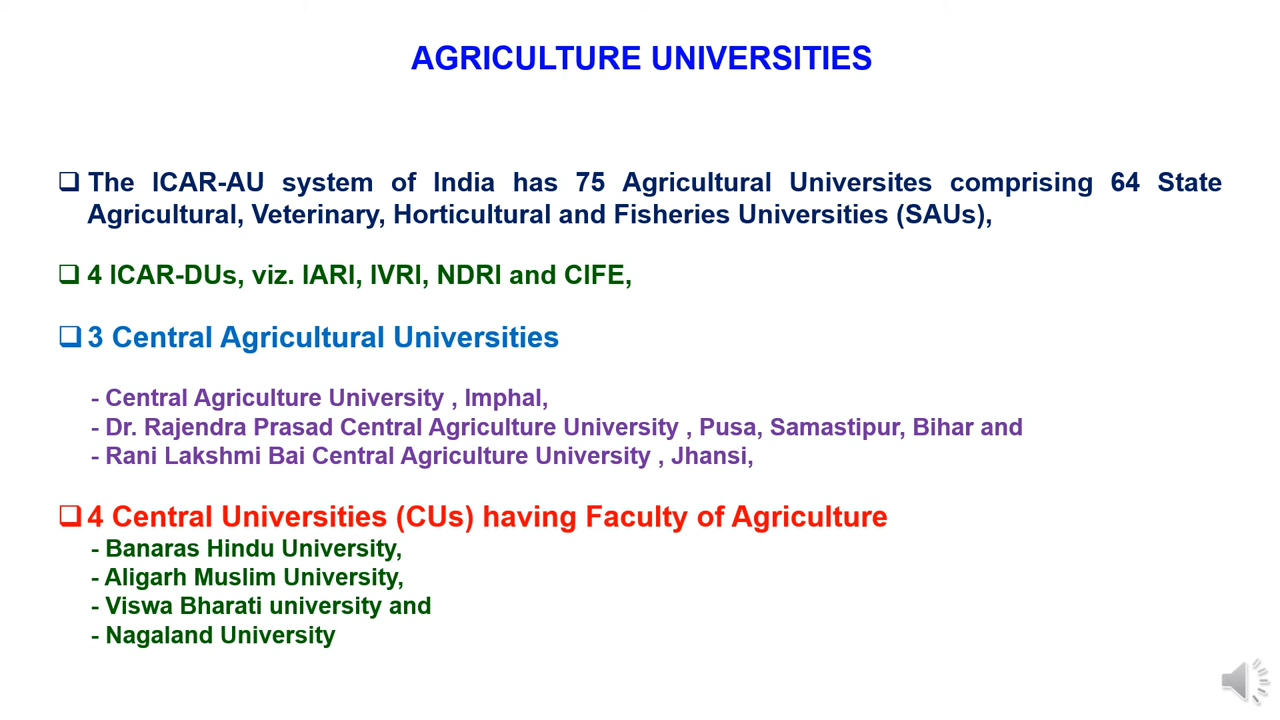 AGRICULTURE UNIVERSITIES
❑ The ICAR-AU system of India has 75 Agricultural Universites comprising 64 State
Agricultural, Veterinary, Horticultural and Fisheries Universities (SAUs),
❑ 4 ICAR-DUs, viz. IARI, IVRI, NDRI and CIFE,
❑ 3 Central Agricultural Universities
- Central Agriculture University , Imphal,
- Dr. Rajendra Prasad Central Agriculture University , Pusa, Samastipur, Bihar and
- Rani Lakshmi Bai Central Agriculture University , Jhansi,
❑ 4 Central Universities (CUs) having Faculty of Agriculture
- Banaras Hindu University,
- Aligarh Muslim University,
- Viswa Bharati university and
- Nagaland University